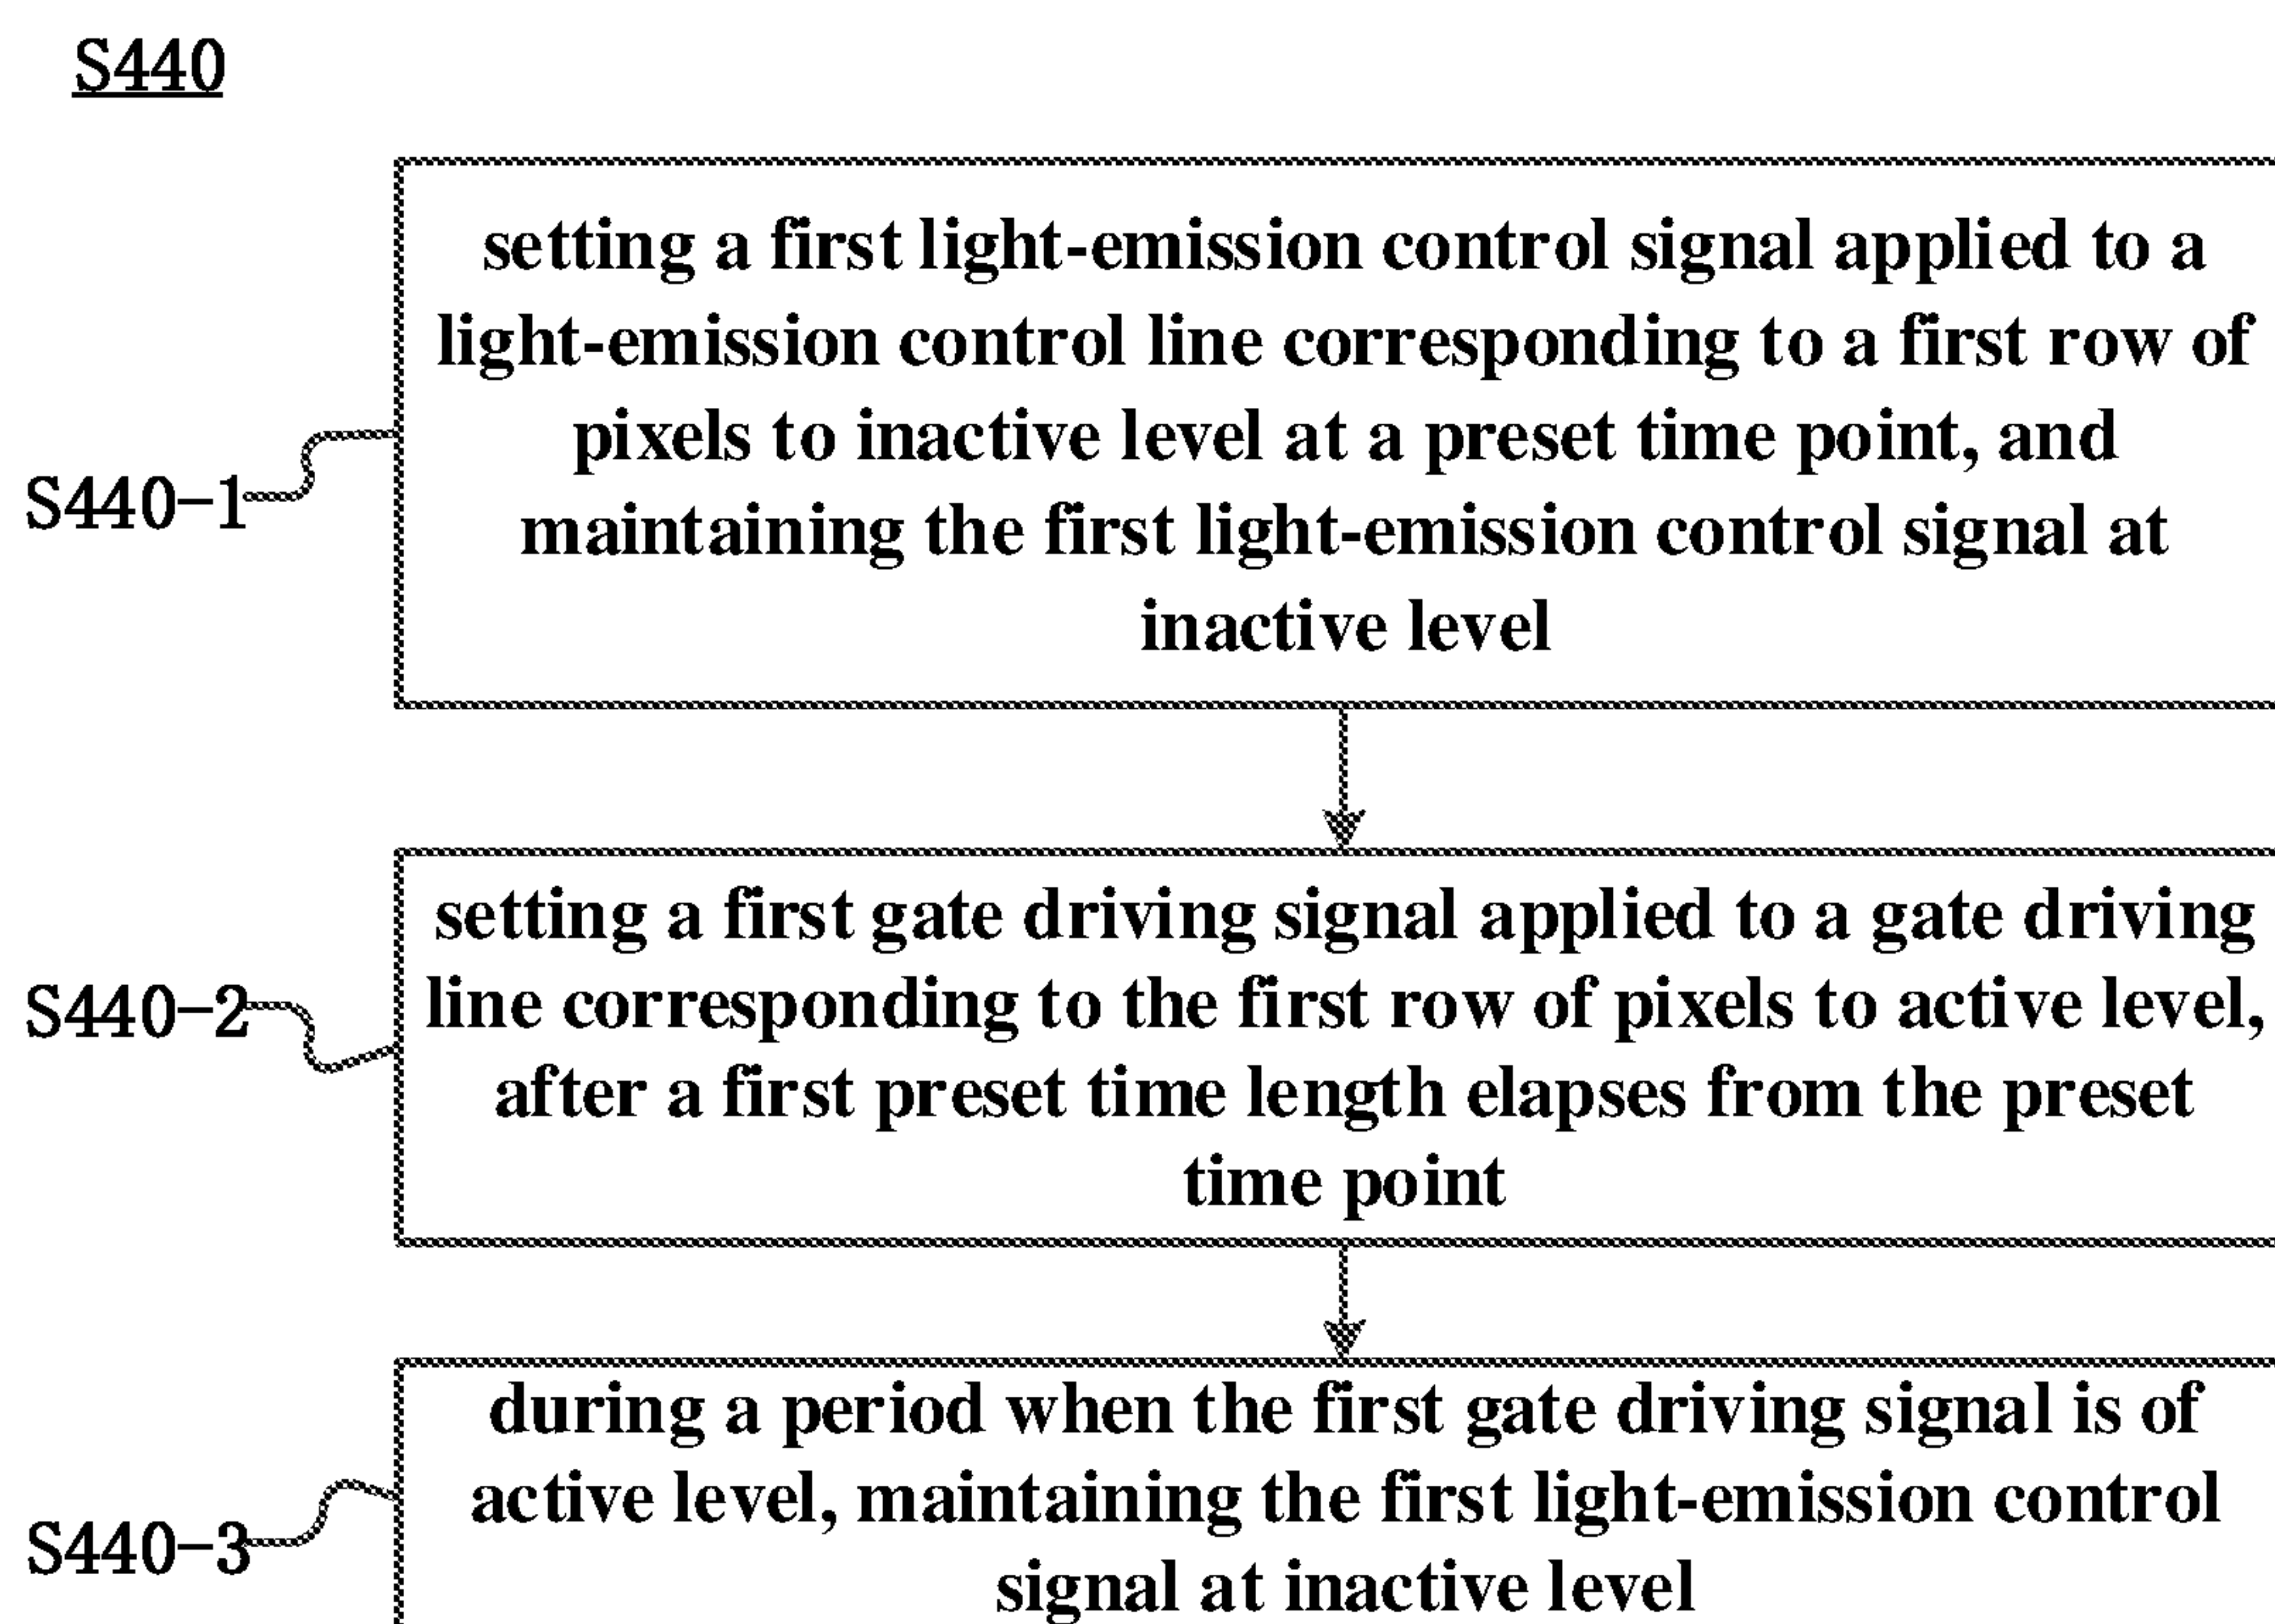 S440
setting a first light-emission control signal applied to a
light-emission control line corresponding to a first row of
pixels to inactive level at a preset time point, and
maintaining the first light-emission control signal at
inactive level
S440-1
setting a first gate driving signal applied to a gate driving
line corresponding to the first row of pixels to active level,
after a first preset time length elapses from the preset
time point
S440-2
during a period when the first gate driving signal is of
active level, maintaining the first light-emission control
signal at inactive level
S440-3